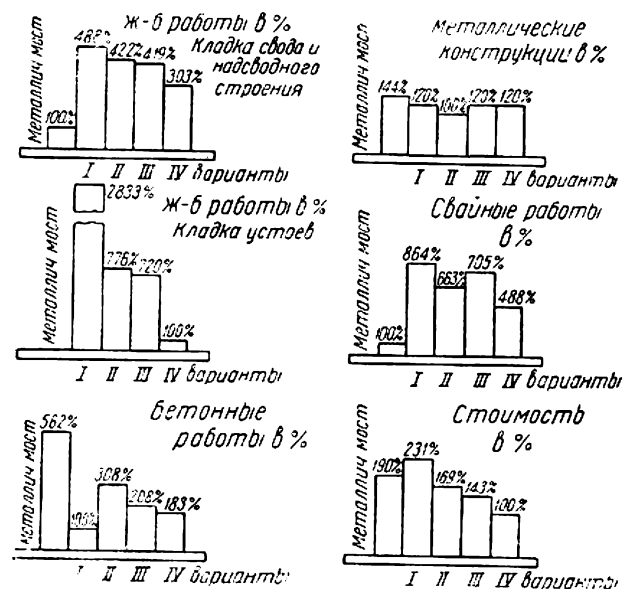 Ж-б работы в %
Кладка свода и
надсводного
строения
Металлич мост
100%
488%
422%
419%
303%
I II III IV варианты
Металлические
конструкции в %
Металлич мост
144%
120%
100%
120%
120%
I II III IV варианты
2833%
Ж-б работы в %
Кладка устоев
Металлич мост
776%
720%
100%
I II III IV варианты
Свайные работы
в %
Металлич мост
100%
864%
663%
705%
488%
I II III IV варианты
Бетонные
работы в %
Металлич мост
562%
100%
308%
208%
183%
I II III IV варианты
Стоимость
в %
Металлич мост
190%
231%
169%
143%
100%
I II III IV варианты